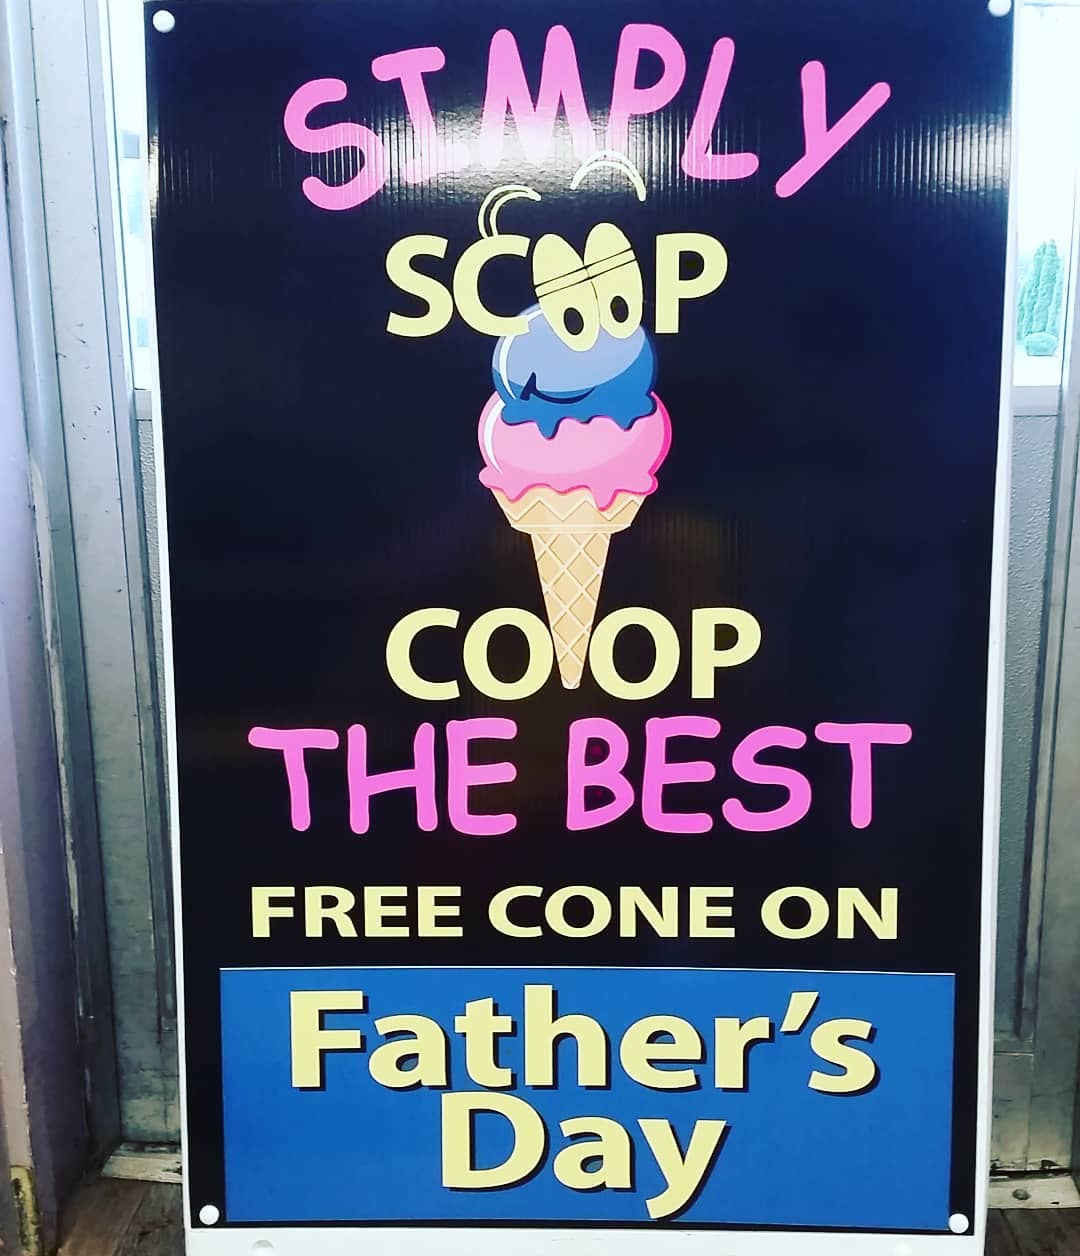 SIMPLY
SCOOP
COOP
THE BEST
FREE CONE ON
Father's
Day